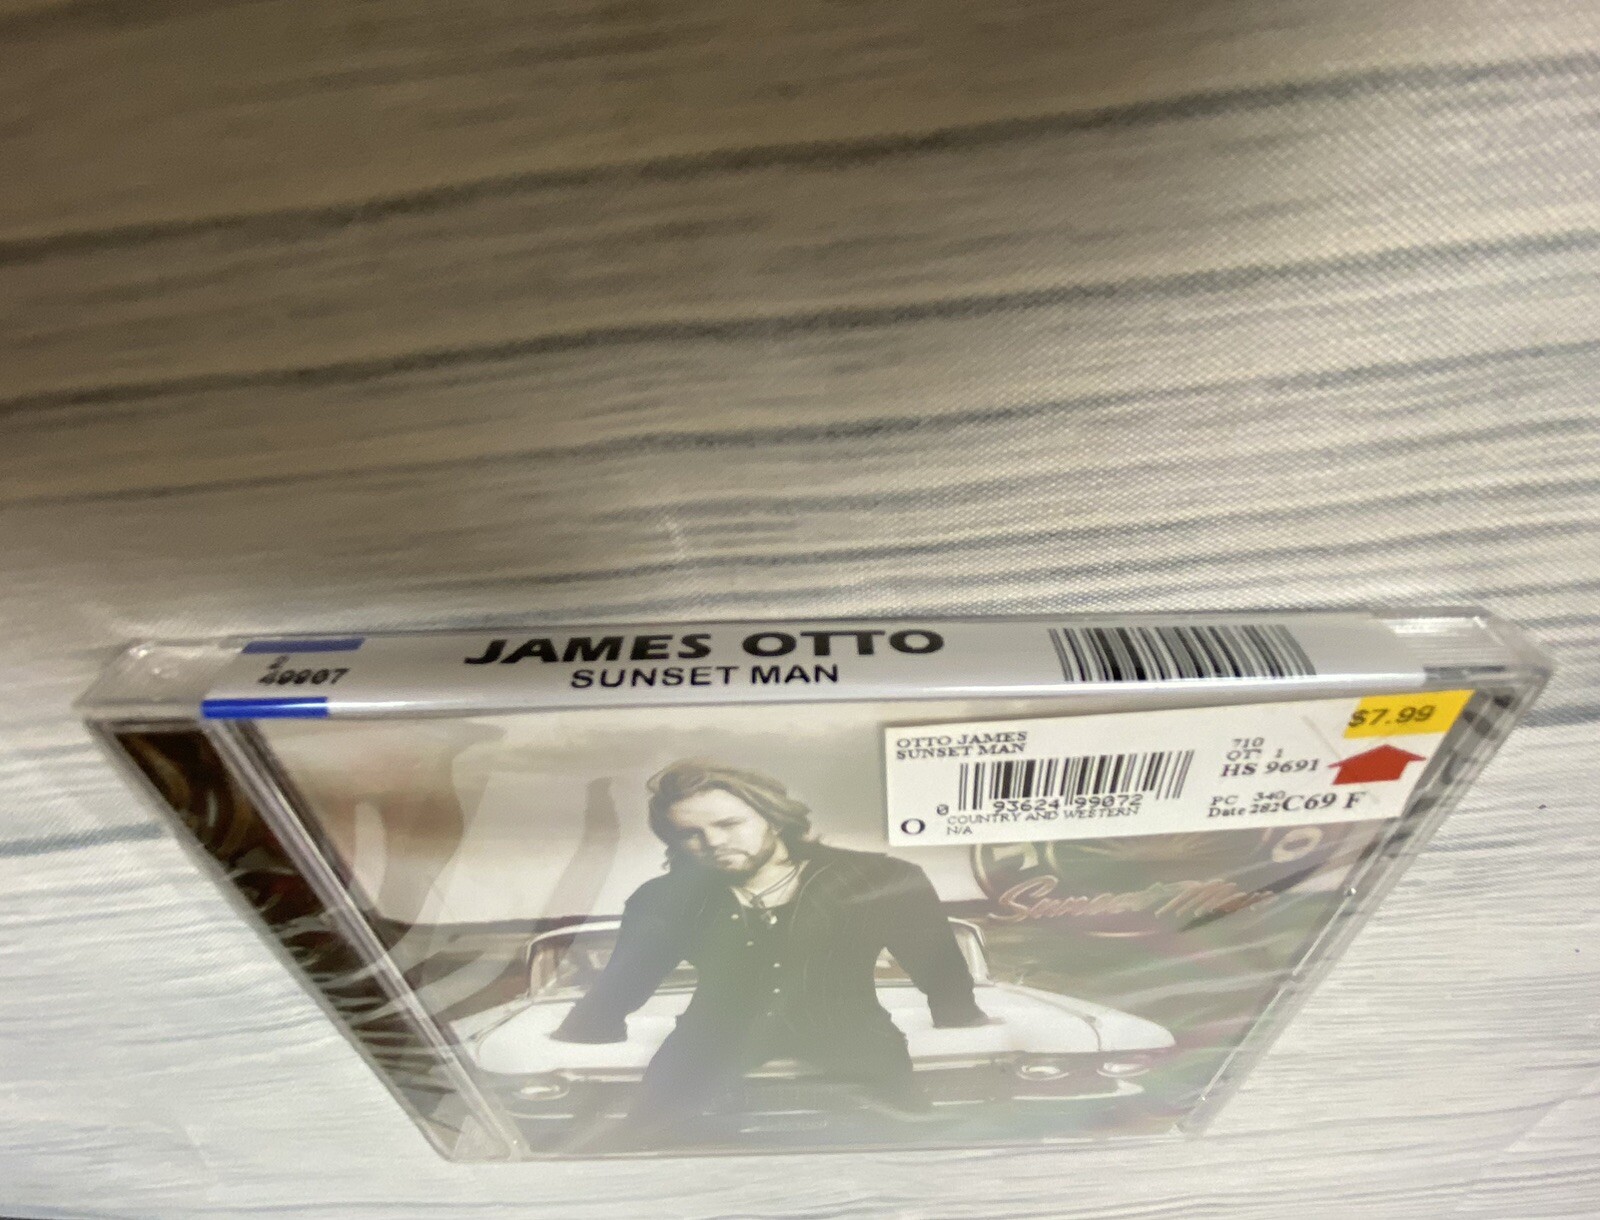 2
49907
JAMES OTTO
SUNSET MAN
$7.99
OTTO JAMES
SUNSET MAN
710
QTY 1
HS 9691
0 93624 99072
PC 340
Date 282 C69 F
O
COUNTRY AND WESTERN
N/A
Sunset Man